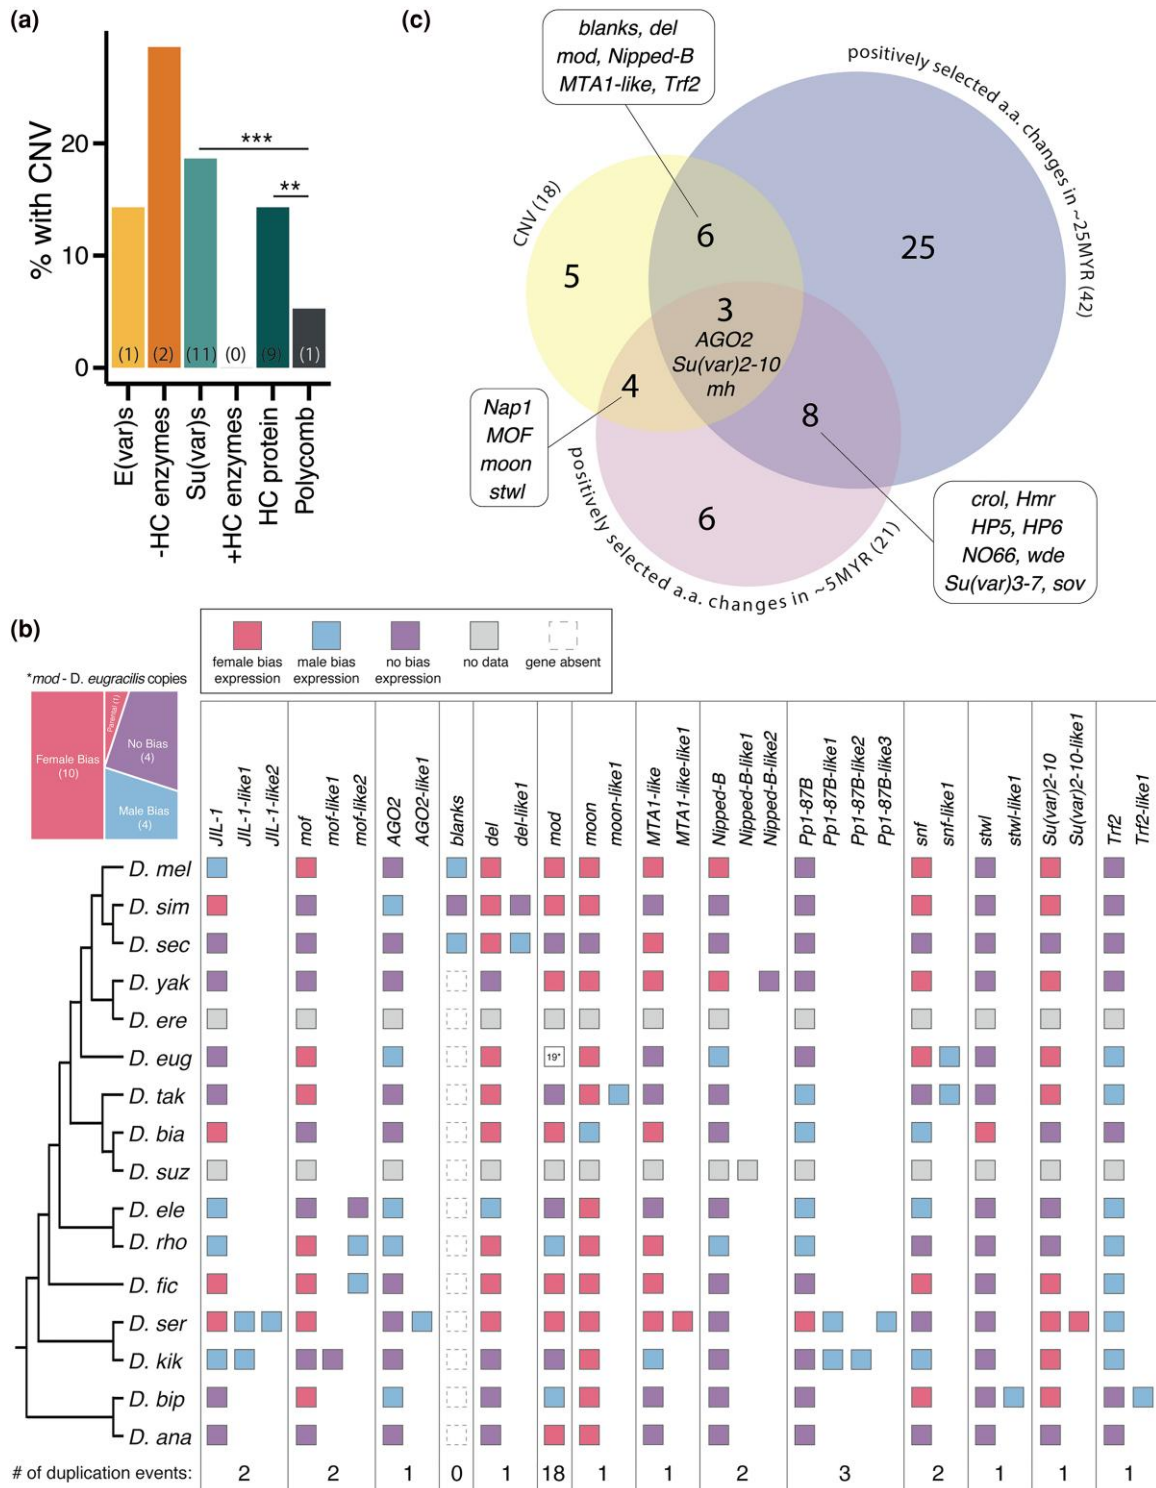 (a)
% with CNV
20
10
0
***
**
(1)
(2)
(11)
(0)
(9)
(1)
E(var)s
-HC enzymes
Su(var)s
+HC enzymes
HC protein
Polycomb
(c)
blanks, del
mod, Nipped-B
MTA1-like, Trf2
positively selected a.a. changes in ~25MYR (42)
CNV (18)
6
25
5
3
AGO2
Su(var)2-10
mh
4
8
Nap1
MOF
moon
stwl
6
positively selected a.a. changes in ~5MYR (21)
crol, Hmr
HP5, HP6
NO66, wde
Su(var)3-7, sov
(b)
female bias
expression
male bias
expression
no bias
expression
no data
gene absent
*mod - D. eugracilis copies
Female Bias
(10)
Parental (1)
No Bias
(4)
Male Bias
(4)
JIL-1
JIL-1-like1
JIL-1-like2
mof
mof-like1
mof-like2
AGO2
AGO2-like1
blanks
del
del-like1
mod
moon
moon-like1
MTA1-like
MTA1-like-like1
Nipped-B
Nipped-B-like1
Nipped-B-like2
Pp1-87B
Pp1-87B-like1
Pp1-87B-like2
Pp1-87B-like3
snf
snf-like1
stwl
stwl-like1
Su(var)2-10
Su(var)2-10-like1
Trf2
Trf2-like1
D. mel
D. sim
D. sec
D. yak
D. ere
D. eug
19*
D. tak
D. bia
D. suz
D. ele
D. rho
D. fic
D. ser
D. kik
D. bip
D. ana
# of duplication events: 2 2 1 0 1 18 1 1 2 3 2 1 1 1